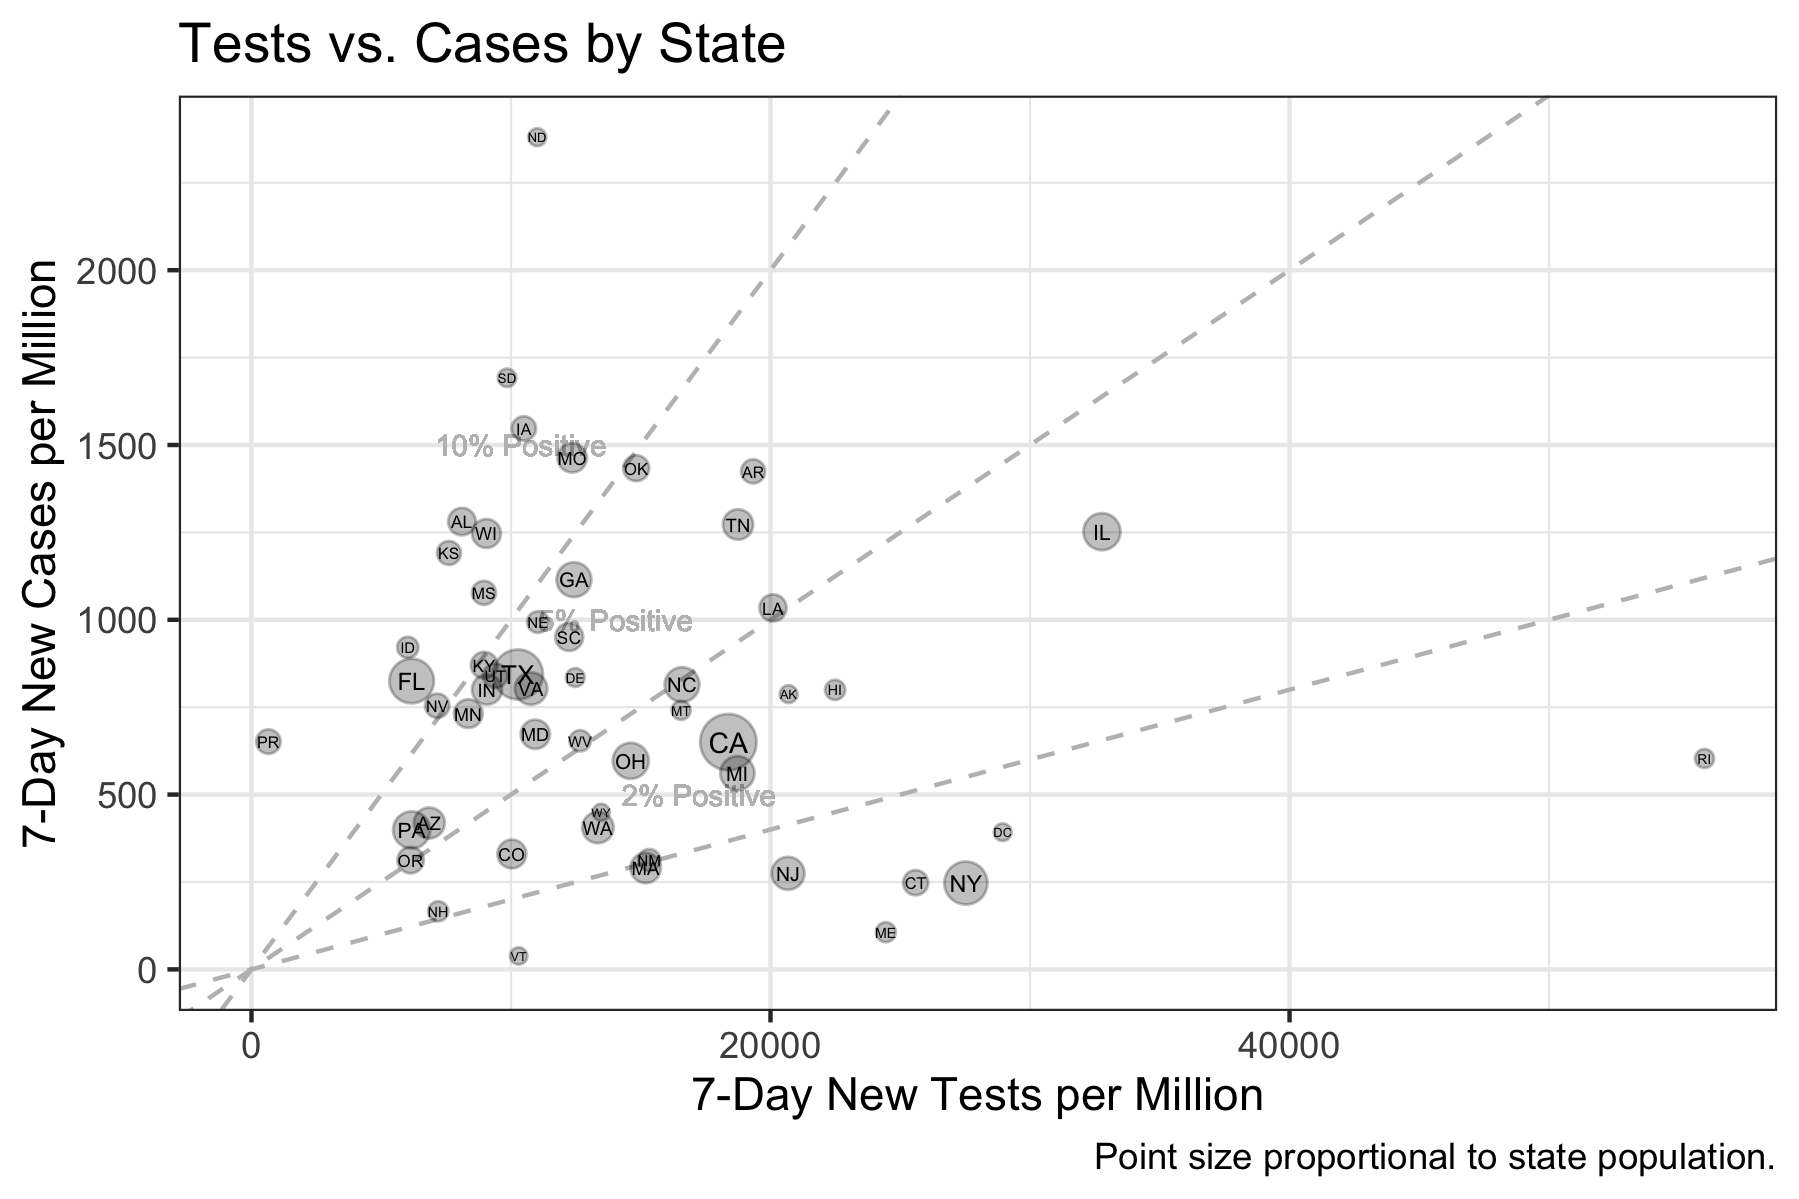 Tests vs. Cases by State
7-Day New Cases per Million
2000
1500
1000
500
0
ND
SD
IA
10% Positive
MO
OK
AR
AL
WI
TN
IL
KS
GA
MS
LA
NE
5% Positive
SC
ID
KY
UT
TX
FL
IN
VA
DE
NC
AK
HI
NV
MN
MT
PR
MD
WV
CA
OH
MI
RI
2% Positive
WY
PA
AZ
WA
DC
OR
CO
NM
MA
NJ
CT
NY
NH
ME
VT
0
20000
40000
7-Day New Tests per Million
Point size proportional to state population.